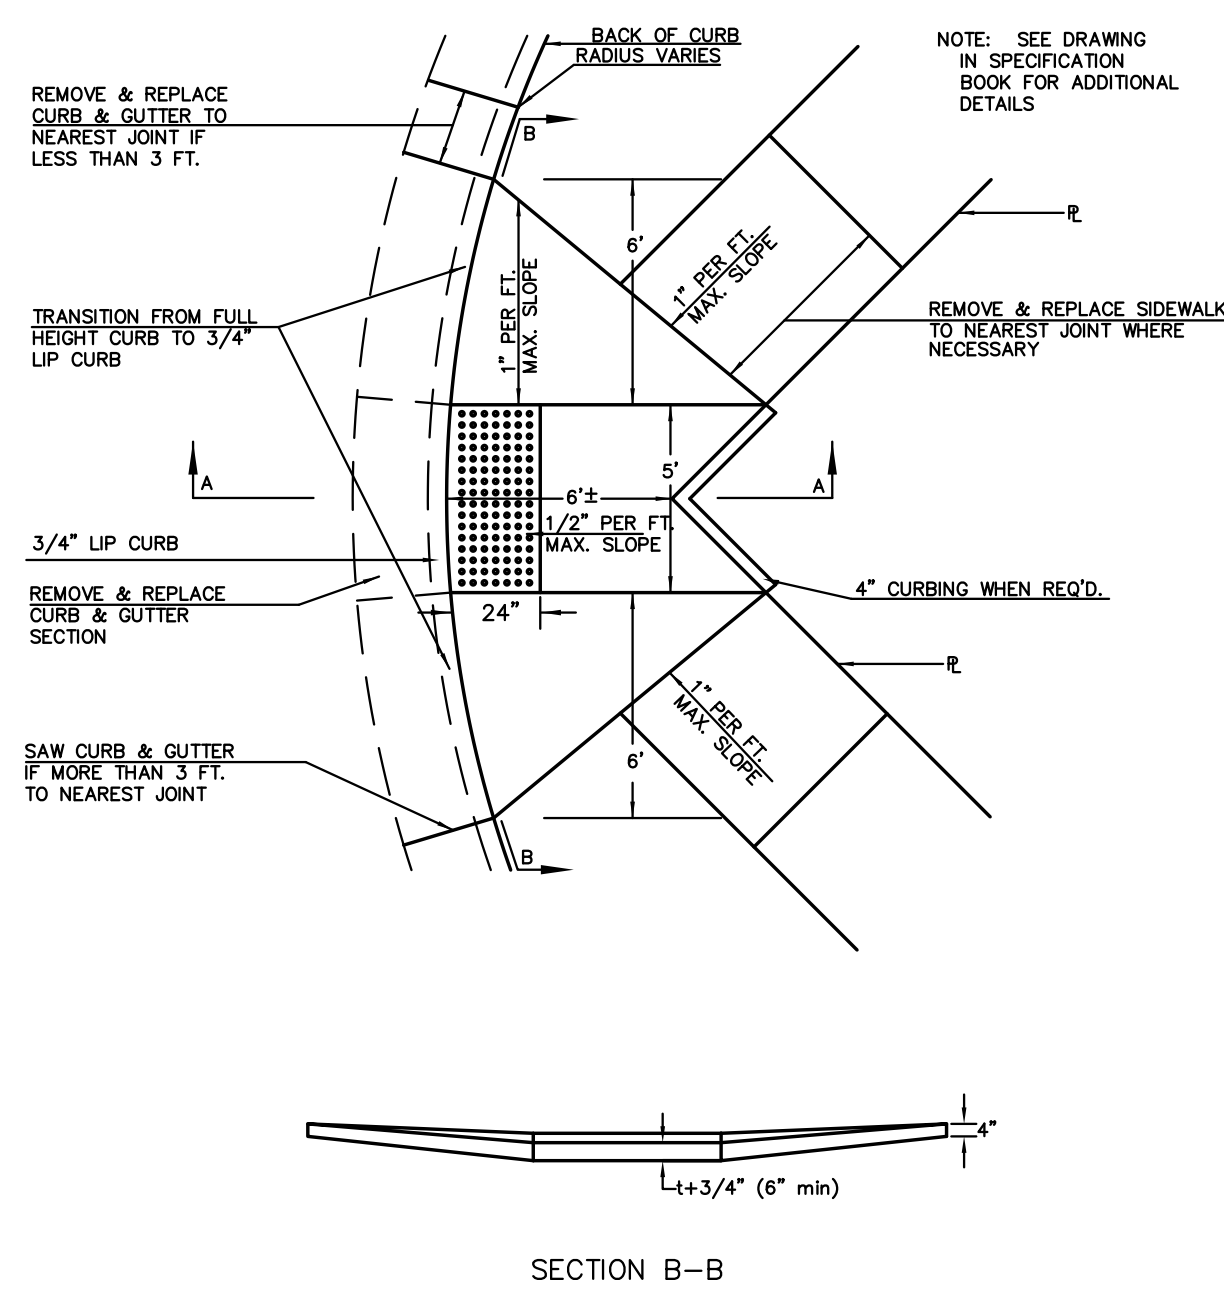 BACK OF CURB
RADIUS VARIES
NOTE: SEE DRAWING
IN SPECIFICATION
BOOK FOR ADDITIONAL
DETAILS
REMOVE & REPLACE
CURB & GUTTER TO
NEAREST JOINT IF
LESS THAN 3 FT.
B
PL
6'
1" PER FT.
MAX. SLOPE
1" PER FT.
MAX. SLOPE
TRANSITION FROM FULL
HEIGHT CURB TO 3/4"
LIP CURB
REMOVE & REPLACE SIDEWALK
TO NEAREST JOINT WHERE
NECESSARY
A
5'
A
6'±
1/2" PER FT.
MAX. SLOPE
3/4" LIP CURB
REMOVE & REPLACE
CURB & GUTTER
SECTION
24"
4" CURBING WHEN REQ'D.
PL
1" PER FT.
MAX. SLOPE
6'
SAW CURB & GUTTER
IF MORE THAN 3 FT.
TO NEAREST JOINT
B
4"
t+3/4" (6" min)
SECTION B-B